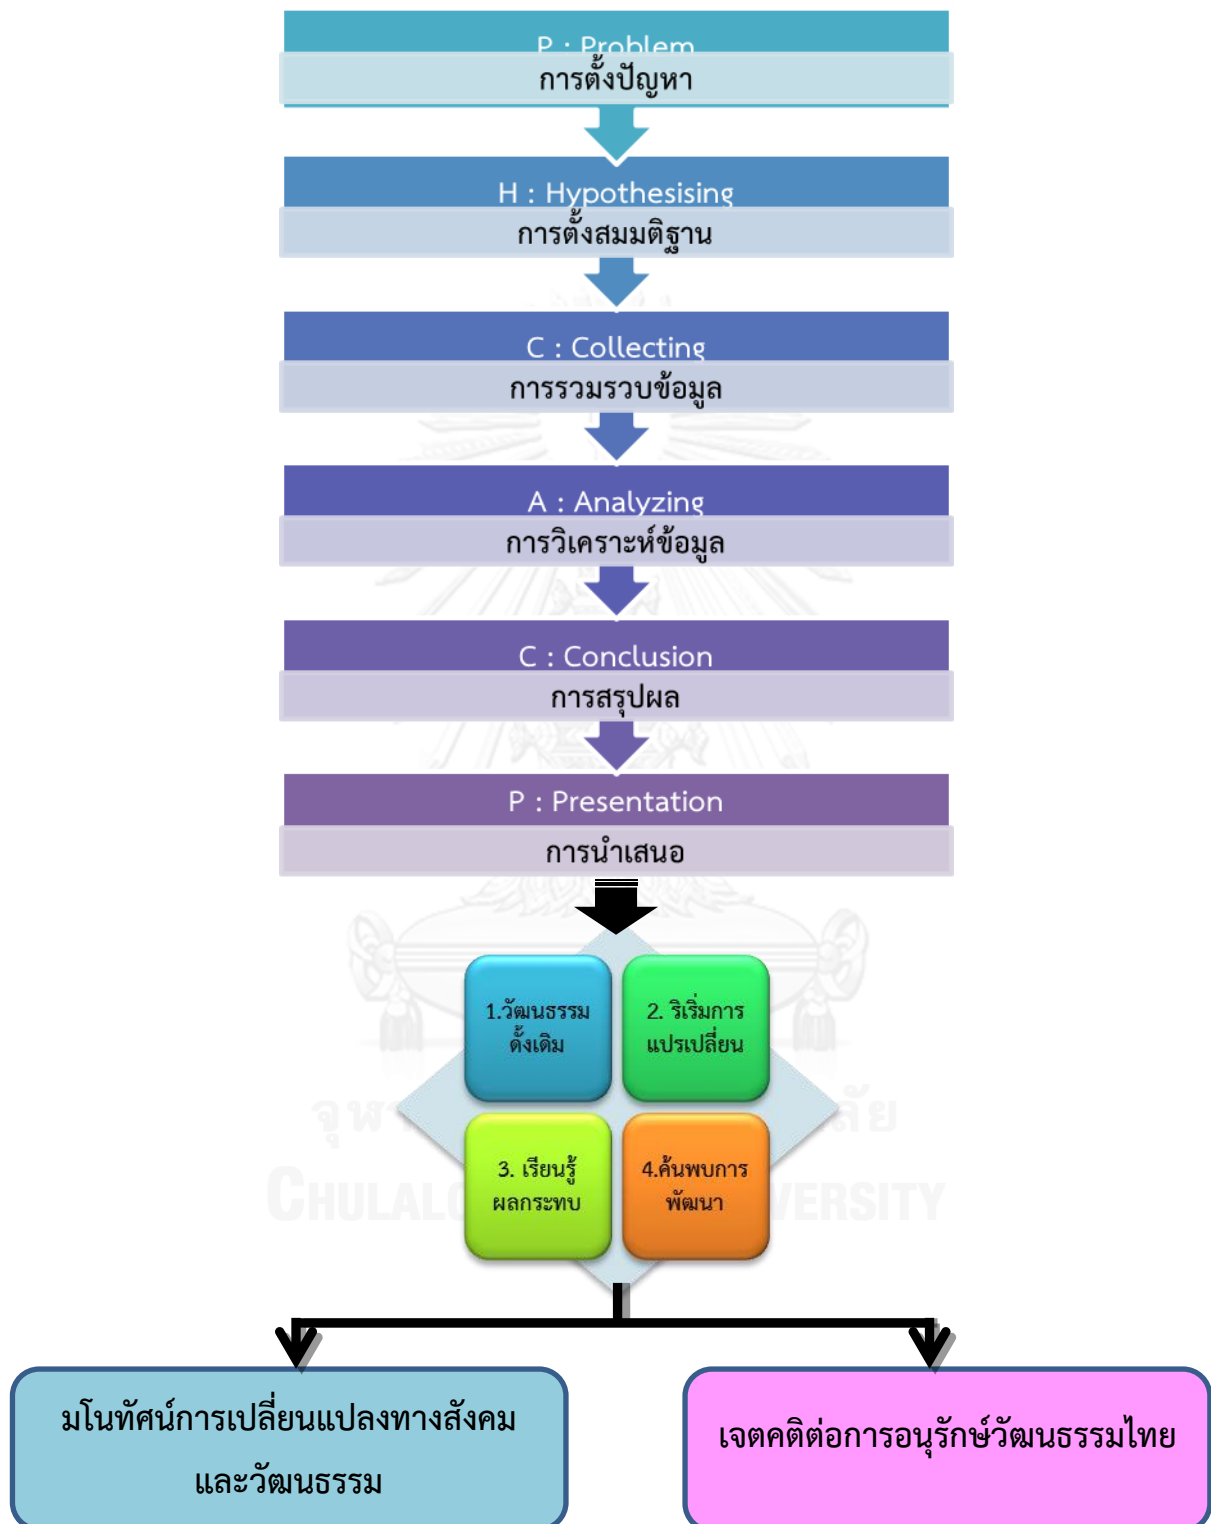 P : Problem
การตั้งปัญหา
H : Hypothesising
การตั้งสมมติฐาน
C : Collecting
การรวมรวบข้อมูล
A : Analyzing
การวิเคราะห์ข้อมูล
C : Conclusion
การสรุปผล
P : Presentation
การนำเสนอ
1.วัฒนธรรม
ดั้งเดิม
2. ริเริ่มการ
แปรเปลี่ยน
3. เรียนรู้
ผลกระทบ
4.ค้นพบการ
พัฒนา
มโนทัศน์การเปลี่ยนแปลงทางสังคม
และวัฒนธรรม
เจตคติต่อการอนุรักษ์วัฒนธรรมไทย